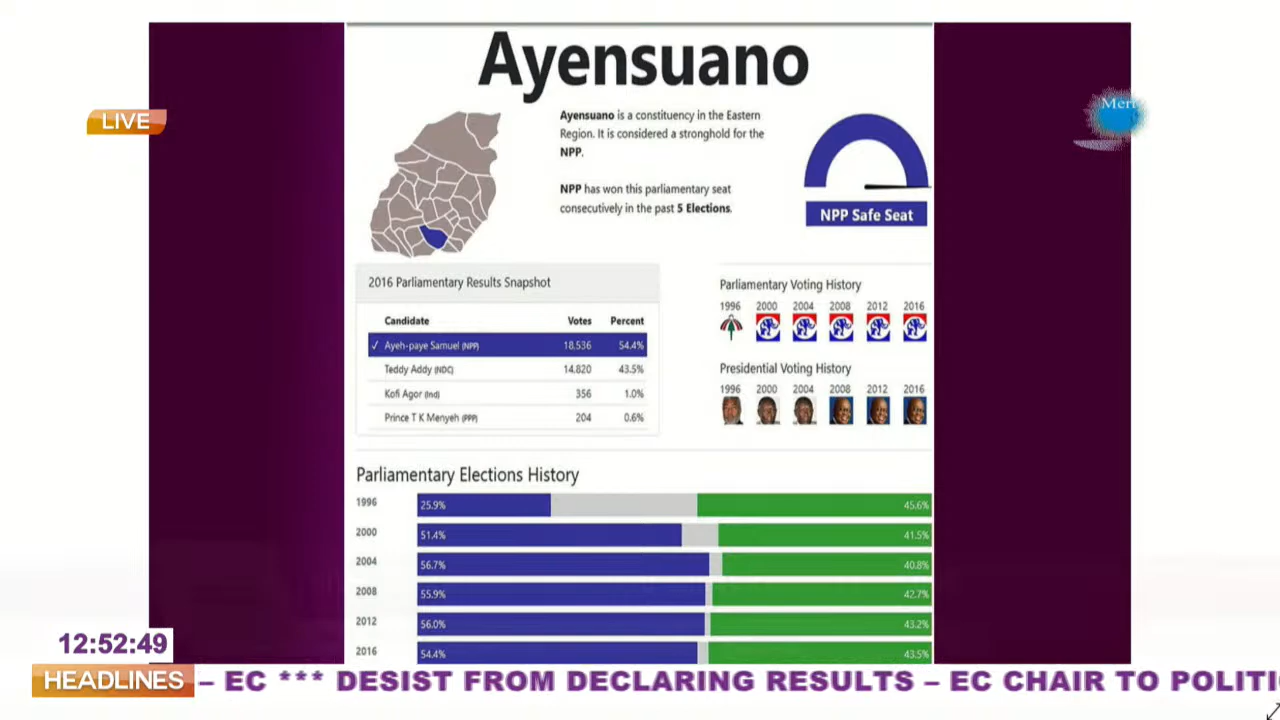 Ayensuano
LIVE
Meri
Ayensuano is a constituency in the Eastern
Region. It is considered a stronghold for the
NPP.
NPP has won this parliamentary seat
consecutively in the past 5 Elections.
NPP Safe Seat
2016 Parliamentary Results Snapshot
Candidate Votes Percent
✓ Ayeh-paye Samuel (NPP) 18,536 54.4%
Teddy Addy (NDC) 14,820 43.5%
Kofi Agor (Ind) 356 1.0%
Prince T K Menyeh (PPP) 204 0.6%
Parliamentary Voting History
1996 2000 2004 2008 2012 2016
Presidential Voting History
1996 2000 2004 2008 2012 2016
Parliamentary Elections History
1996 25.9% 45.6%
2000 51.4% 41.5%
2004 56.7% 40.8%
2008 55.9% 42.7%
2012 56.0% 43.2%
2016 54.4% 43.5%
12:52:49
HEADLINES – EC *** DESIST FROM DECLARING RESULTS – EC CHAIR TO POLITI